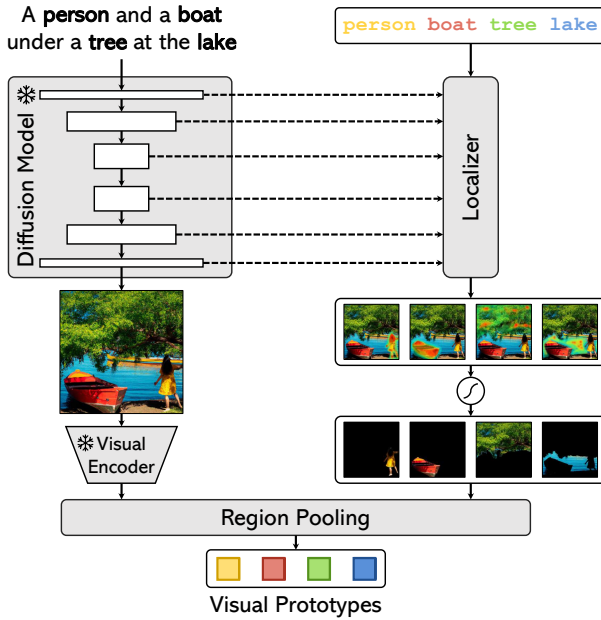 A person and a boat
under a tree at the lake
person boat tree lake
Diffusion Model
Localizer
Visual
Encoder
Region Pooling
Visual Prototypes